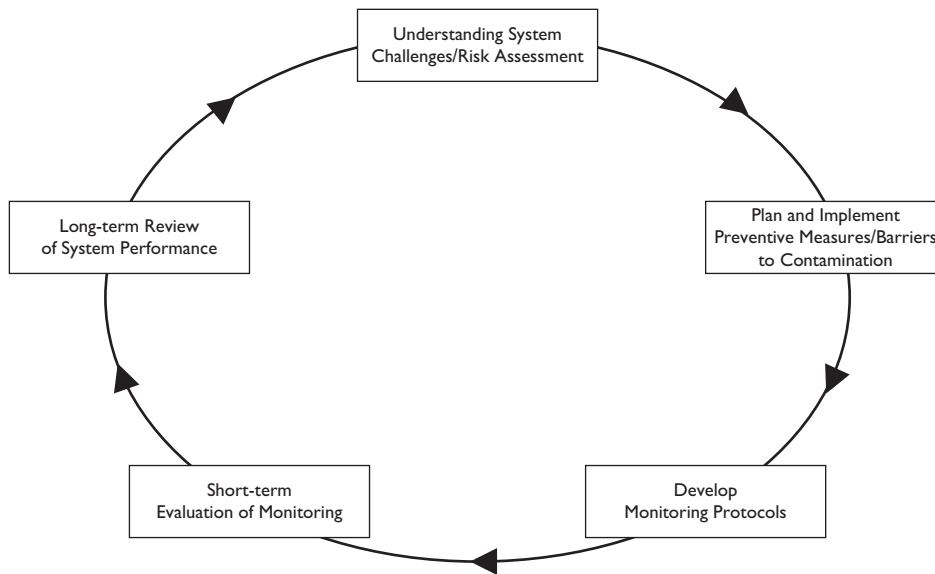 Understanding System
Challenges/Risk Assessment
Plan and Implement
Preventive Measures/Barriers
to Contamination
Develop
Monitoring Protocols
Short-term
Evaluation of Monitoring
Long-term Review
of System Performance